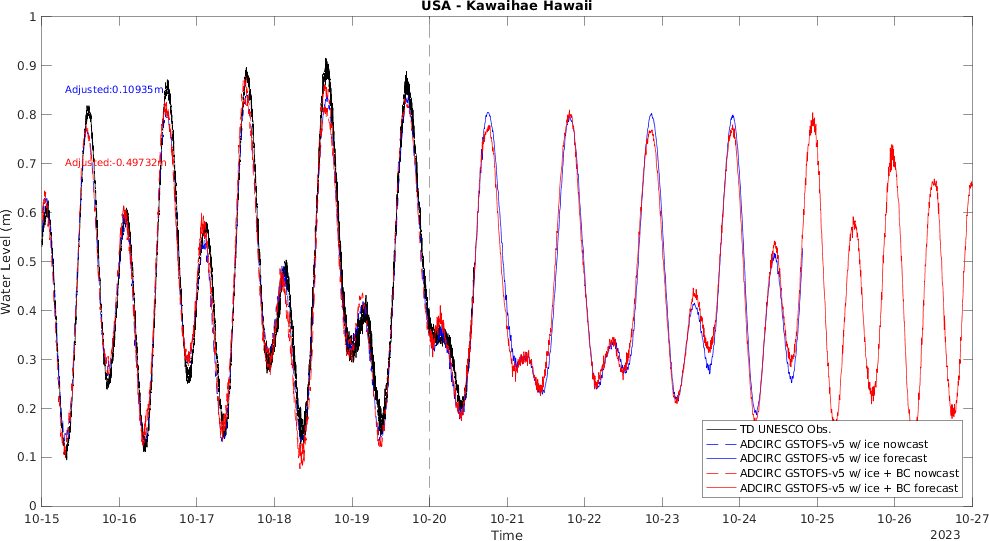 USA - Kawaihae Hawaii
1
0.9
Adjusted:0.10935m
0.8
0.7
Adjusted:-0.49732m
0.6
Water Level (m)
0.5
0.4
0.3
0.2
0.1
0
TD UNESCO Obs.
ADCIRC GSTOFS-v5 w/ ice nowcast
ADCIRC GSTOFS-v5 w/ ice forecast
ADCIRC GSTOFS-v5 w/ ice + BC nowcast
ADCIRC GSTOFS-v5 w/ ice + BC forecast
10-15 10-16 10-17 10-18 10-19 10-20 10-21 10-22 10-23 10-24 10-25 10-26 10-27
Time
2023